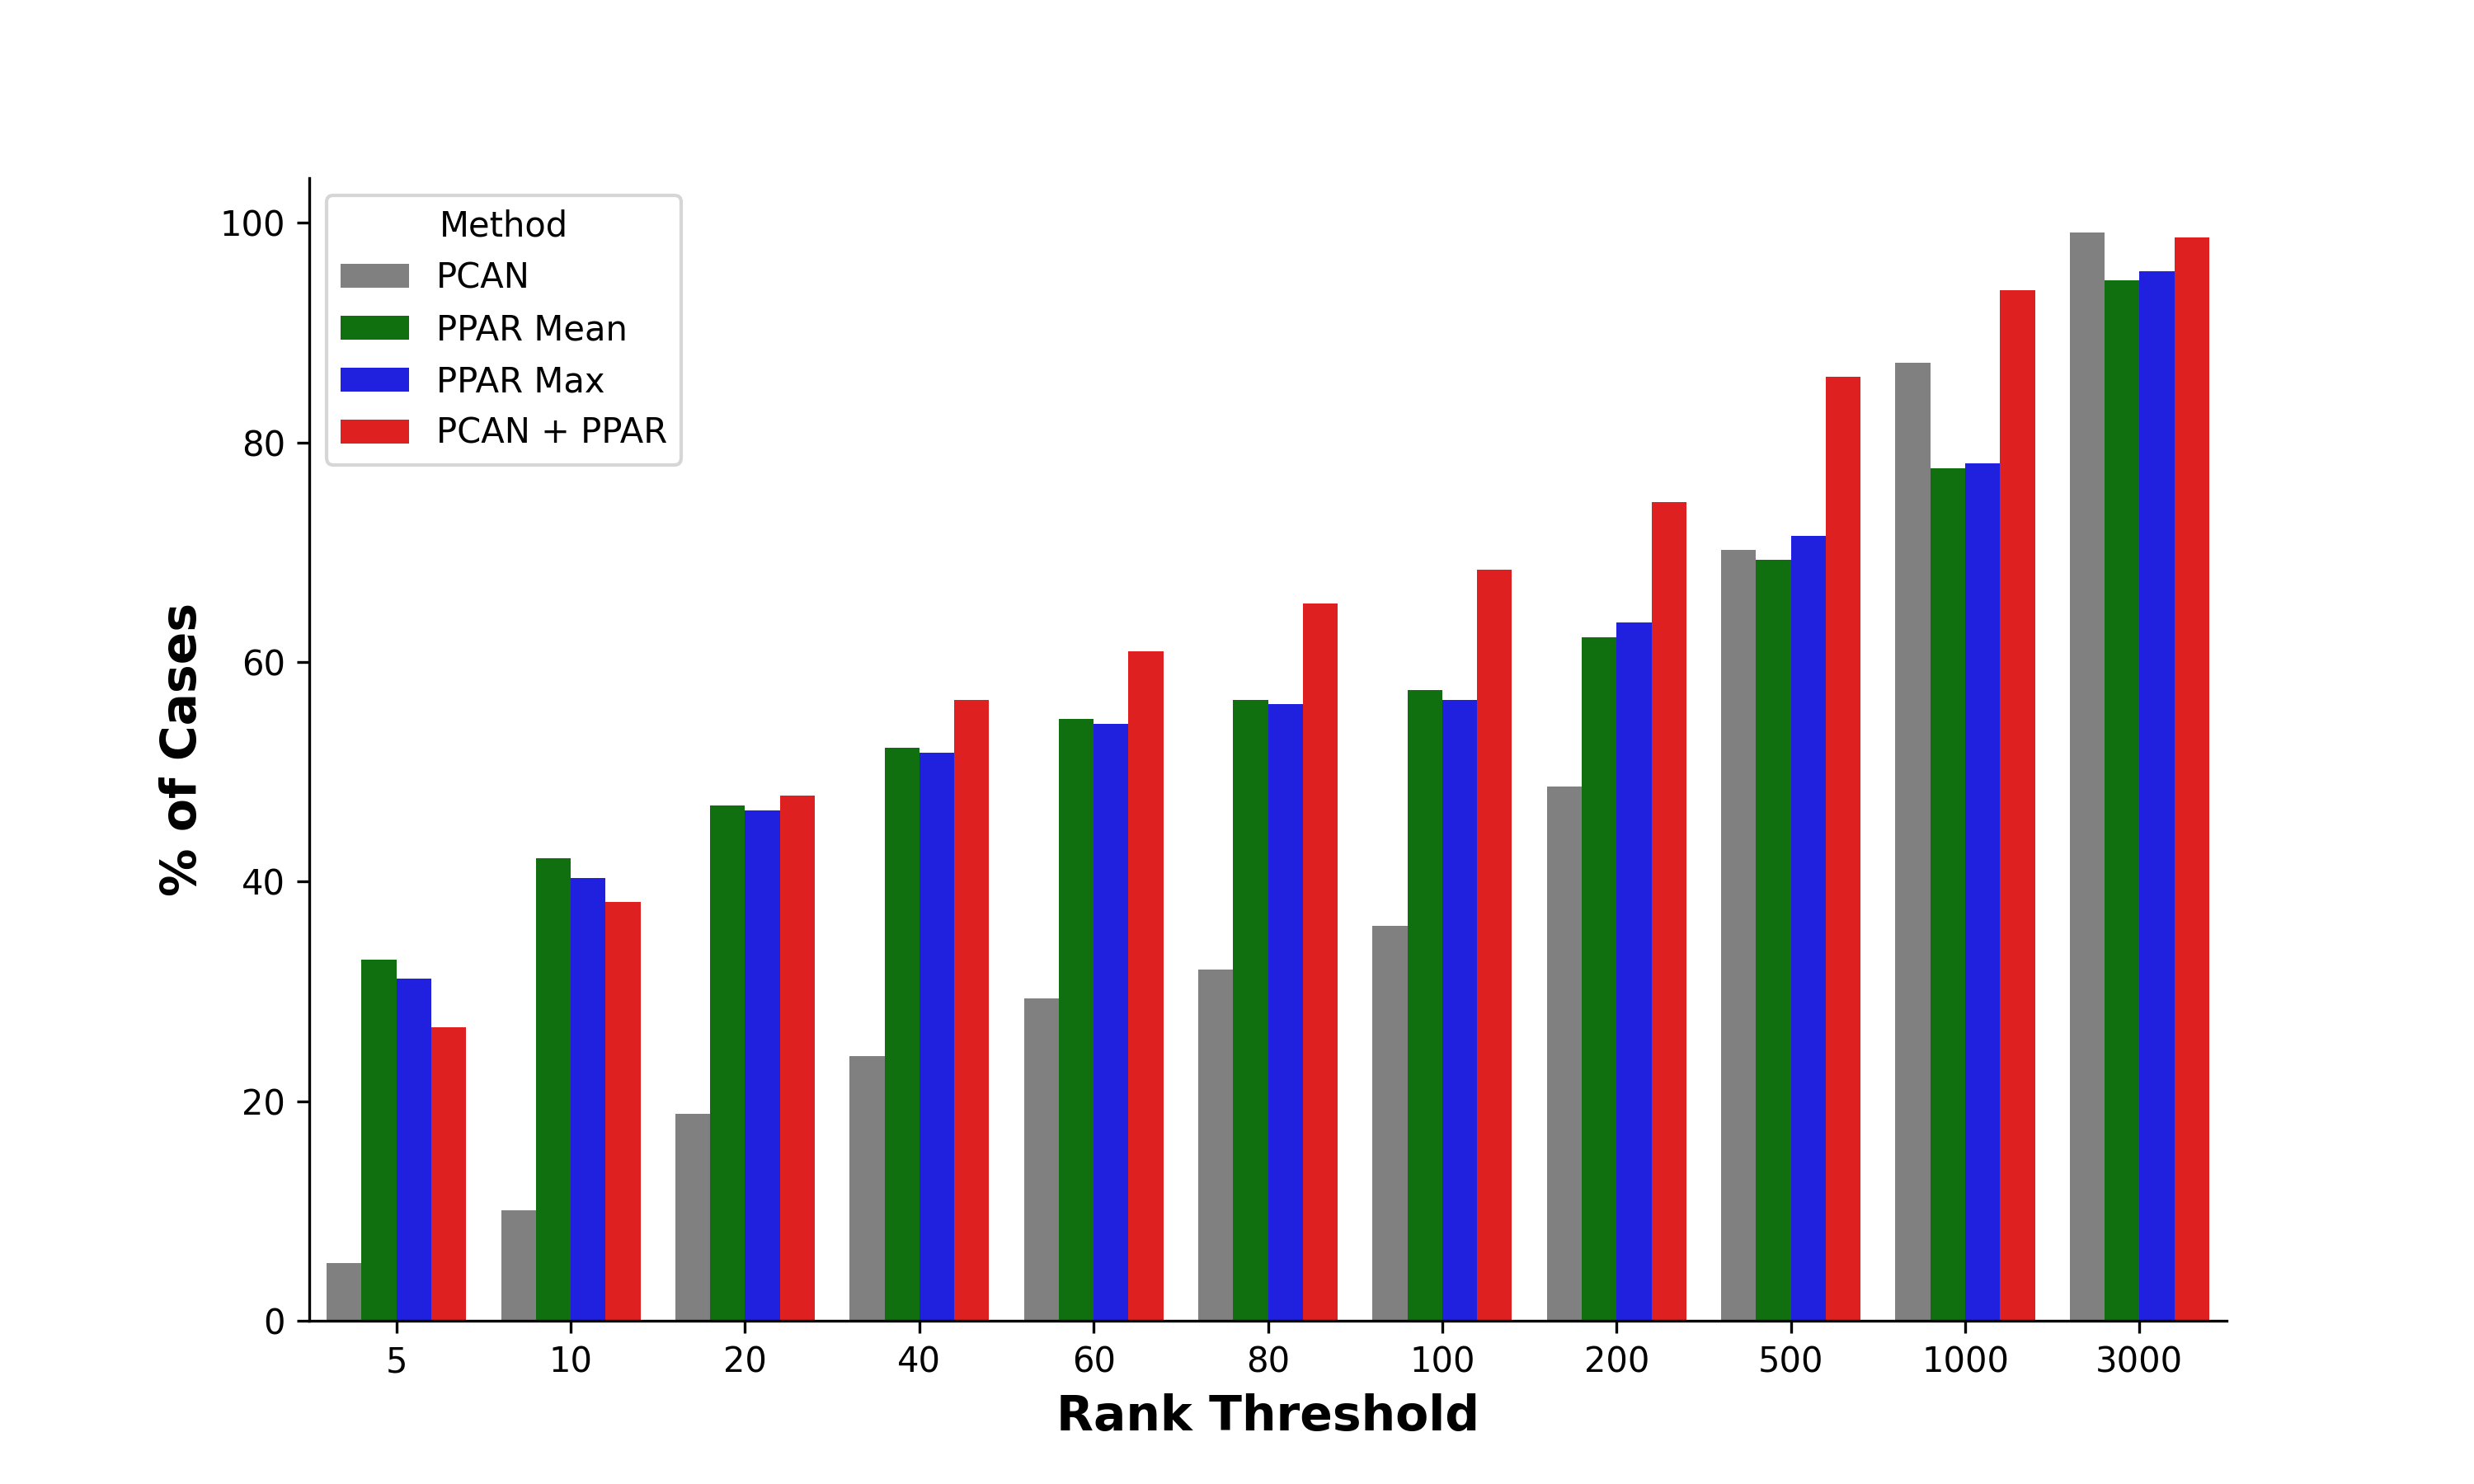 Method
PCAN
PPAR Mean
PPAR Max
PCAN + PPAR
100
80
60
40
20
0
% of Cases
5 10 20 40 60 80 100 200 500 1000 3000
Rank Threshold